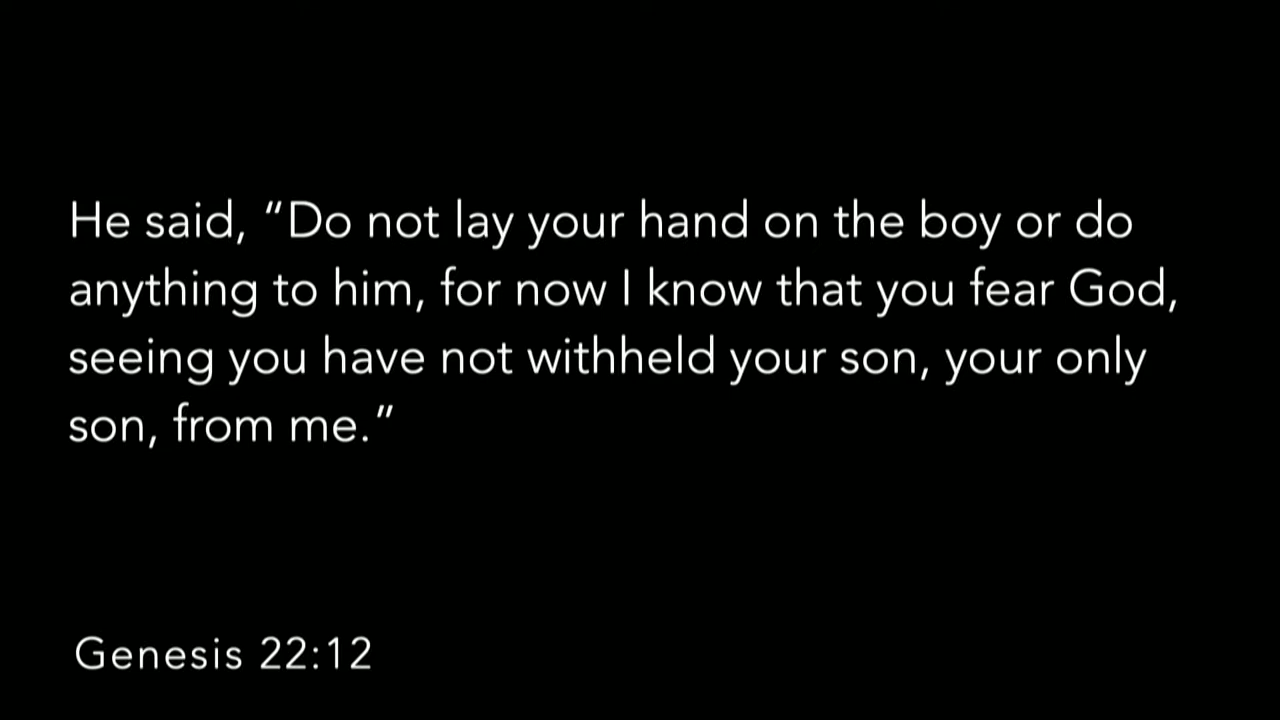 He said, “Do not lay your hand on the boy or do
anything to him, for now I know that you fear God,
seeing you have not withheld your son, your only
son, from me.”
Genesis 22:12